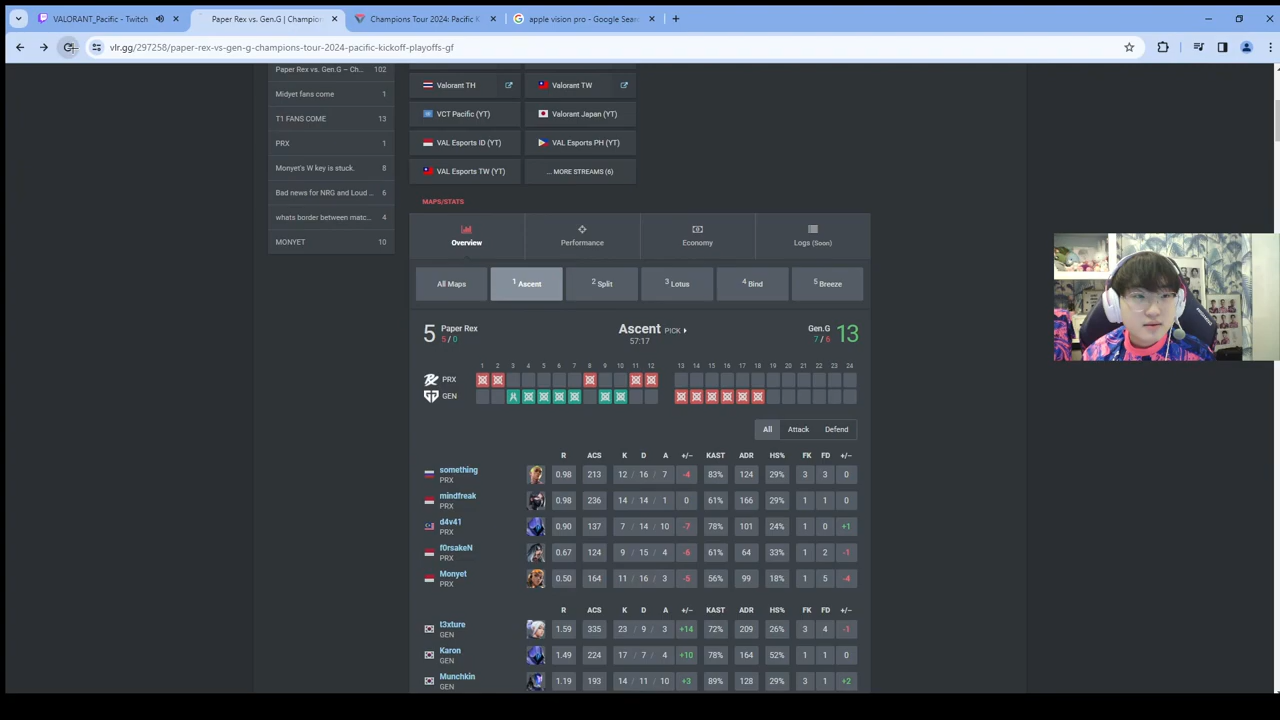 VALORANT_Pacific - Twitch
Paper Rex vs. Gen.G | Champion
Champions Tour 2024: Pacific K
apple vision pro - Google Sear
vlr.gg/297258/paper-rex-vs-gen-g-champions-tour-2024-pacific-kickoff-playoffs-gf
Paper Rex vs. Gen.G – Ch... 102
Midyet fans come 1
T1 FANS COME 13
PRX 1
Monyet's W key is stuck. 8
Bad news for NRG and Loud ... 6
whats border between matc... 4
MONYET 10
Valorant TH Valorant TW
VCT Pacific (YT) Valorant Japan (YT)
VAL Esports ID (YT) VAL Esports PH (YT)
VAL Esports TW (YT) ... MORE STREAMS (6)
MAPS/STATS
Overview Performance Economy Logs (Soon)
All Maps 1 Ascent 2 Split 3 Lotus 4 Bind 5 Breeze
5 Paper Rex 5 / 0 Ascent PICK Gen.G 7 / 6 13
57:17
1 2 3 4 5 6 7 8 9 10 11 12 13 14 15 16 17 18 19 20 21 22 23 24
PRX
GEN
All Attack Defend
R ACS K D A +/– KAST ADR HS% FK FD +/–
something PRX 0.98 213 12 / 16 / 7 -4 83% 124 29% 3 3 0
mindfreak PRX 0.98 236 14 / 14 / 1 0 61% 166 29% 1 1 0
d4v41 PRX 0.90 137 7 / 14 / 10 -7 78% 101 24% 1 0 +1
f0rsakeN PRX 0.67 124 9 / 15 / 4 -6 61% 64 33% 1 2 -1
Monyet PRX 0.50 164 11 / 16 / 3 -5 56% 99 18% 1 5 -4
R ACS K D A +/– KAST ADR HS% FK FD +/–
t3xture GEN 1.59 335 23 / 9 / 3 +14 72% 209 26% 3 4 -1
Karon GEN 1.49 224 17 / 7 / 4 +10 78% 164 52% 1 1 0
Munchkin GEN 1.19 193 14 / 11 / 10 +3 89% 128 29% 3 1 +2